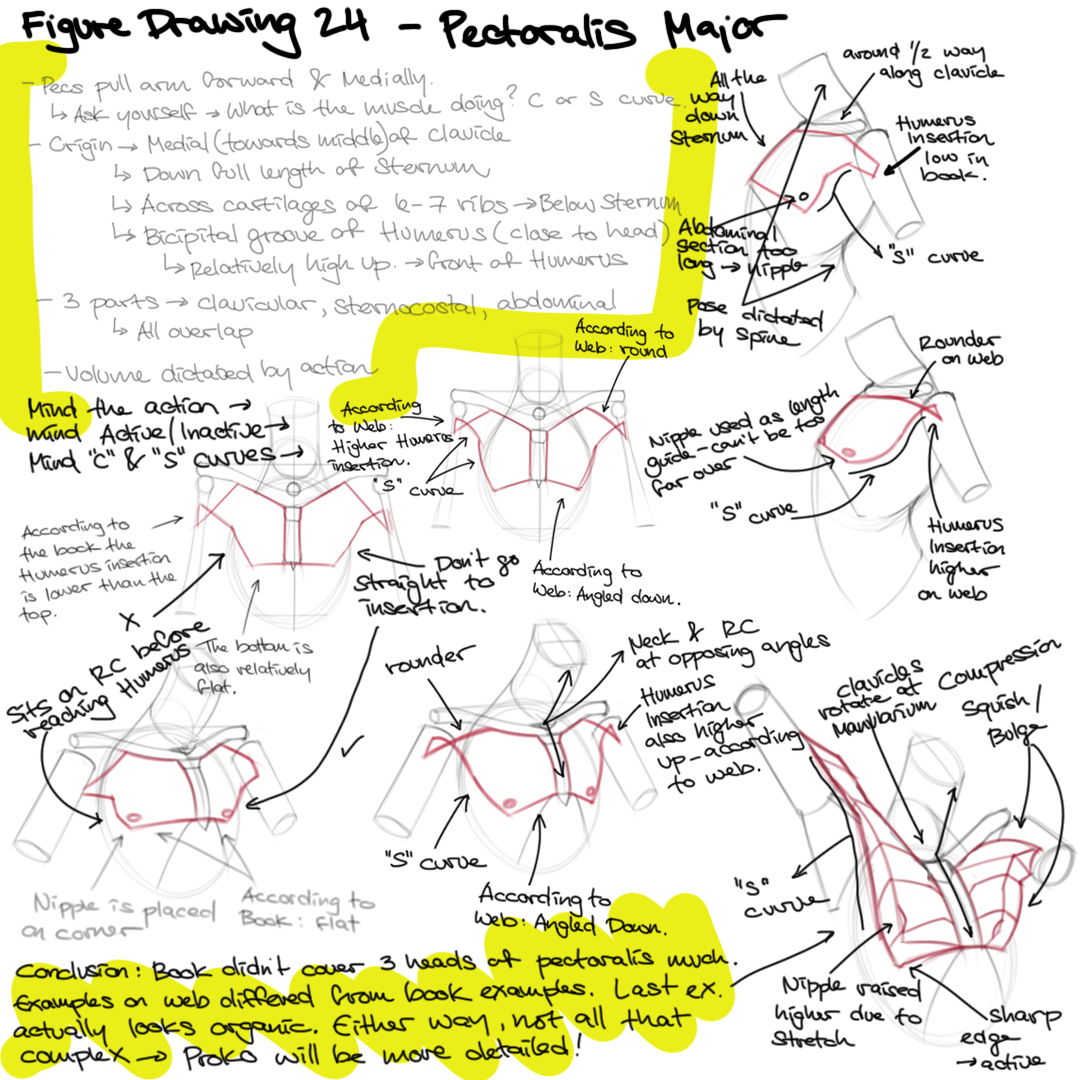 Figure Drawing 24 - Pectoralis Major
- Pecs pull arm forward & Medially.
↳ Ask yourself → What is the muscle doing? C or S curve.
- Origin → Medial (towards middle) of clavicle
↳ Down full length of Sternum
↳ Across cartilages of 6-7 ribs → Below Sternum
↳ Bicipital groove of Humerus (close to head)
↳ Relatively high up. → Front of Humerus
- 3 parts → clavicular, sternocostal, abdominal
↳ All overlap
- Volume dictated by action
Mind the action →
Mind Active/Inactive →
Mind "C" & "S" curves →
All the
way
down
Sternum
around 1/2 way
along clavicle
Humerus
Insertion
low in
book.
Abdominal
section too
long → nipple
"S" curve
Pose dictated
by Spine
According to
Web: round
According
to Web:
Higher Humerus
insertion.
"S" curve
According to
Web: Angled down.
Rounder
on web
Nipple used as length
guide - can't be too
far over
"S" curve
Humerus
Insertion
higher
on web
According to
the book the
Humerus insertion
is lower than the
top.
X
The bottom is
also relatively
flat.
Don't go
straight to
insertion.
Sits on RC before
reaching Humerus
✓
Nipple is placed
on corner
According to
Book: Flat
rounder
Neck & RC
at opposing angles
Humerus
Insertion
also higher
up - according
to web.
"S" curve
According to
Web: Angled Down.
clavicles
rotate at
Manubrium
Compression
Squish/
Bulge
"S"
curve
Nipple raised
higher due to
Stretch
sharp
edge
→ active
Conclusion: Book didn't cover 3 heads of pectoralis much.
Examples on web differed from book examples. Last ex.
actually looks organic. Either way, not all that
complex → Proko will be more detailed!